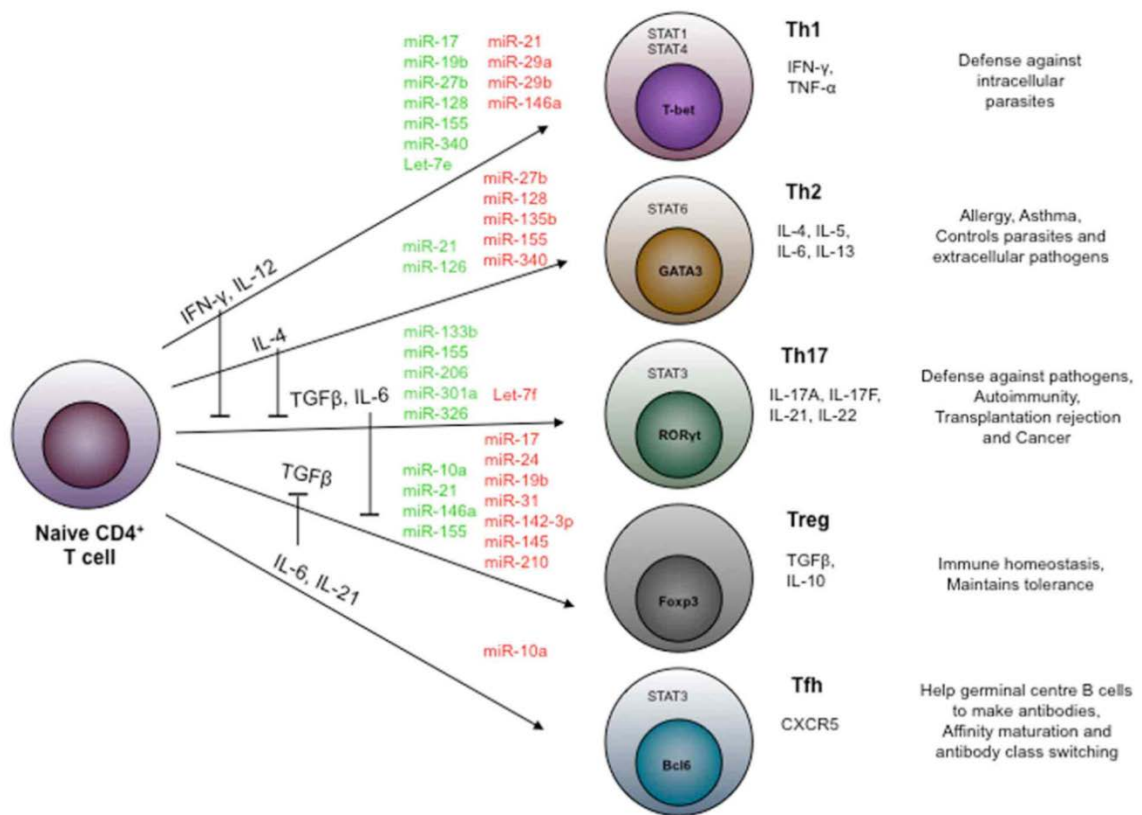 miR-17
miR-19b
miR-27b
miR-128
miR-155
miR-340
Let-7e
miR-21
miR-29a
miR-29b
miR-146a
STAT1
STAT4
T-bet
Th1
IFN-γ,
TNF-α
Defense against
intracellular
parasites
IFN-γ, IL-12
miR-21
miR-126
miR-27b
miR-128
miR-135b
miR-155
miR-340
STAT6
GATA3
Th2
IL-4, IL-5,
IL-6, IL-13
Allergy, Asthma,
Controls parasites and
extracellular pathogens
IL-4
TGFβ, IL-6
miR-133b
miR-155
miR-206
miR-301a
miR-326
Let-7f
STAT3
RORγt
Th17
IL-17A, IL-17F,
IL-21, IL-22
Defense against pathogens,
Autoimmunity,
Transplantation rejection
and Cancer
Naive CD4⁺
T cell
TGFβ
miR-10a
miR-21
miR-146a
miR-155
miR-17
miR-24
miR-19b
miR-31
miR-142-3p
miR-145
miR-210
Foxp3
Treg
TGFβ,
IL-10
Immune homeostasis,
Maintains tolerance
IL-6, IL-21
miR-10a
STAT3
Bcl6
Tfh
CXCR5
Help germinal centre B cells
to make antibodies,
Affinity maturation and
antibody class switching